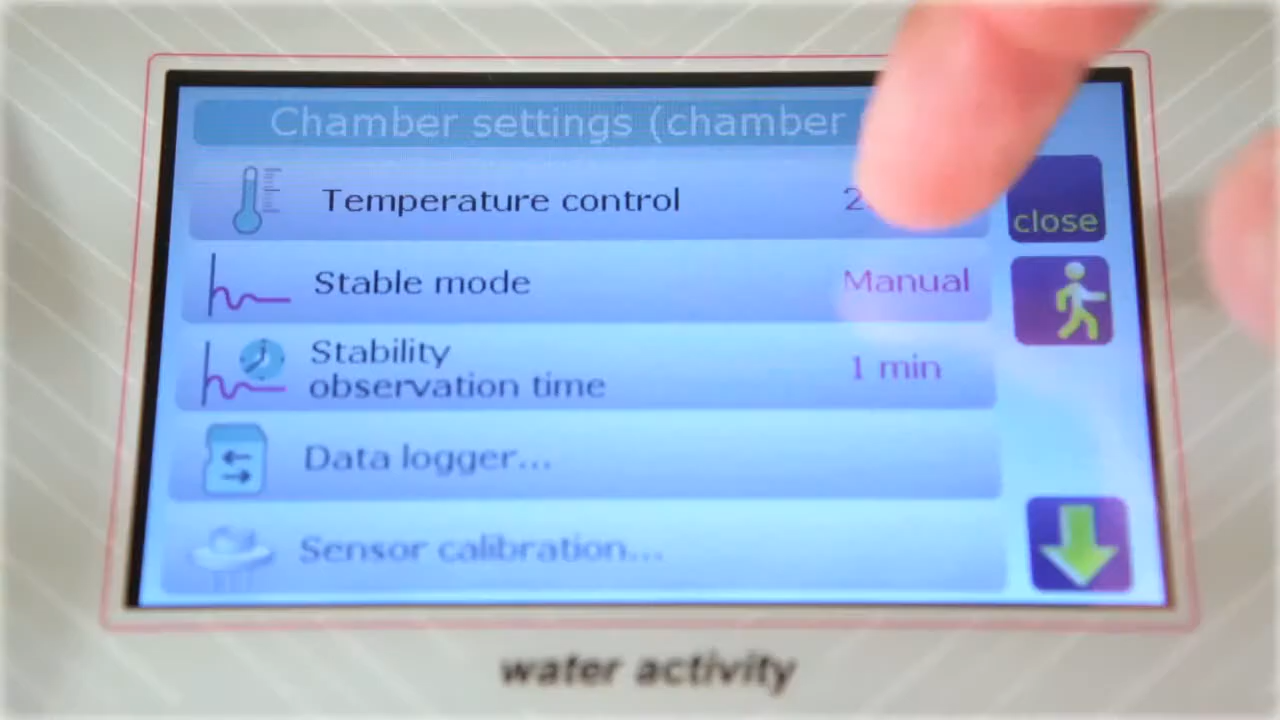 Chamber settings (chamber
Temperature control 2
close
Stable mode Manual
Stability
observation time 1 min
Data logger...
Sensor calibration...
water activity